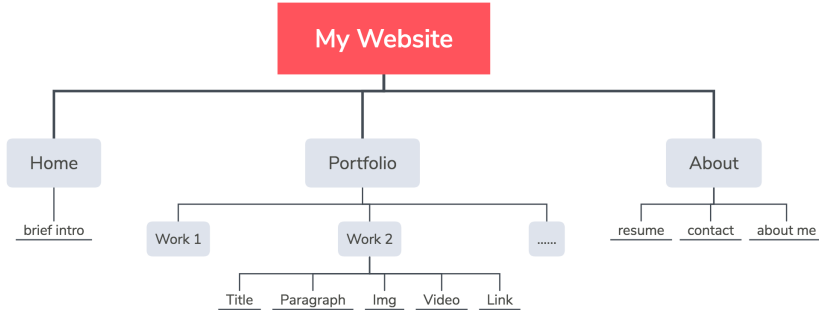 My Website
Home
Portfolio
About
brief intro
Work 1
Work 2
......
resume
contact
about me
Title
Paragraph
Img
Video
Link